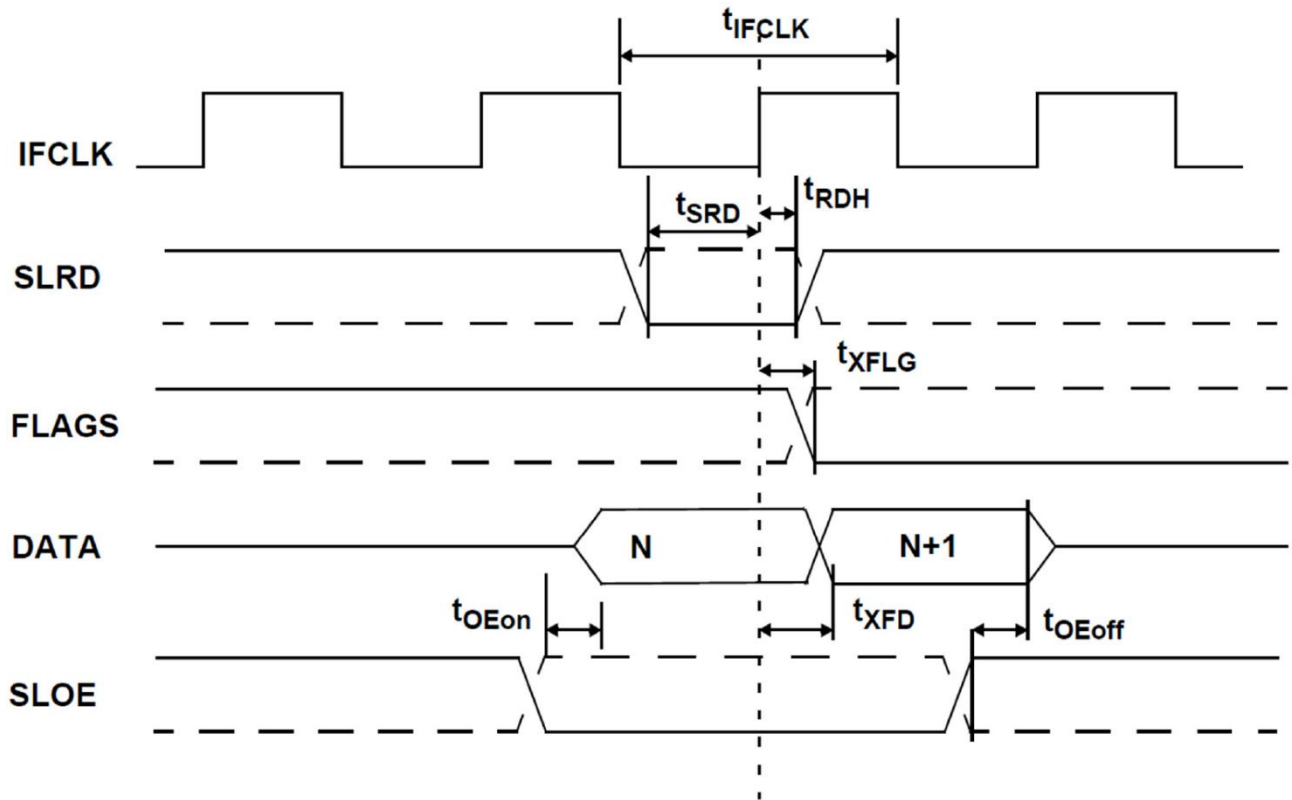 tIFCLK
IFCLK
tSRD
tRDH
SLRD
tXFLG
FLAGS
DATA
N
N+1
tOEon
tXFD
tOEoff
SLOE